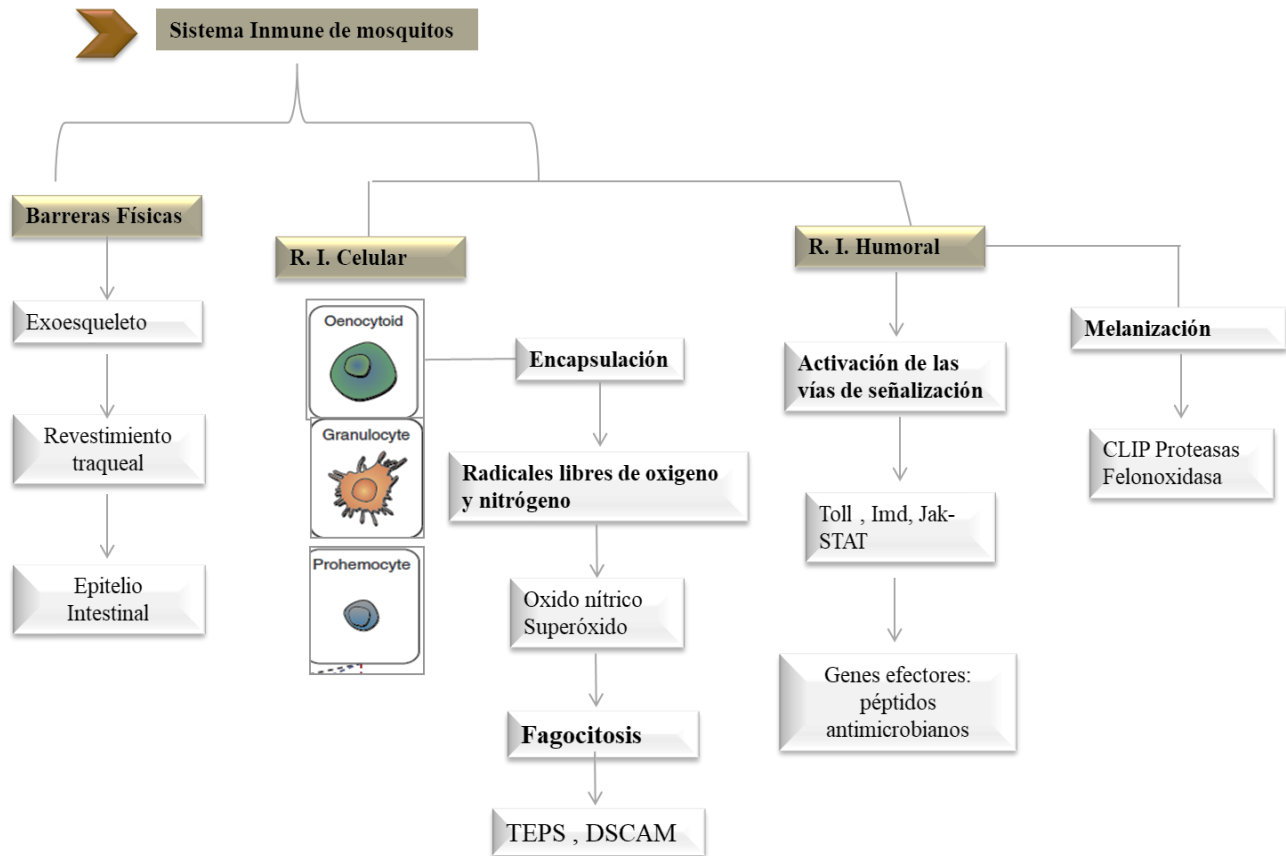 Sistema Inmune de mosquitos
Barreras Físicas
Exoesqueleto
Revestimiento
traqueal
Epitelio
Intestinal
R. I. Celular
Oenocytoid
Granulocyte
Prohemocyte
Encapsulación
Radicales libres de oxigeno
y nitrógeno
Oxido nítrico
Superóxido
Fagocitosis
TEPS , DSCAM
R. I. Humoral
Activación de las
vías de señalización
Toll , Imd, Jak-
STAT
Genes efectores:
péptidos
antimicrobianos
Melanización
CLIP Proteasas
Felonoxidasa